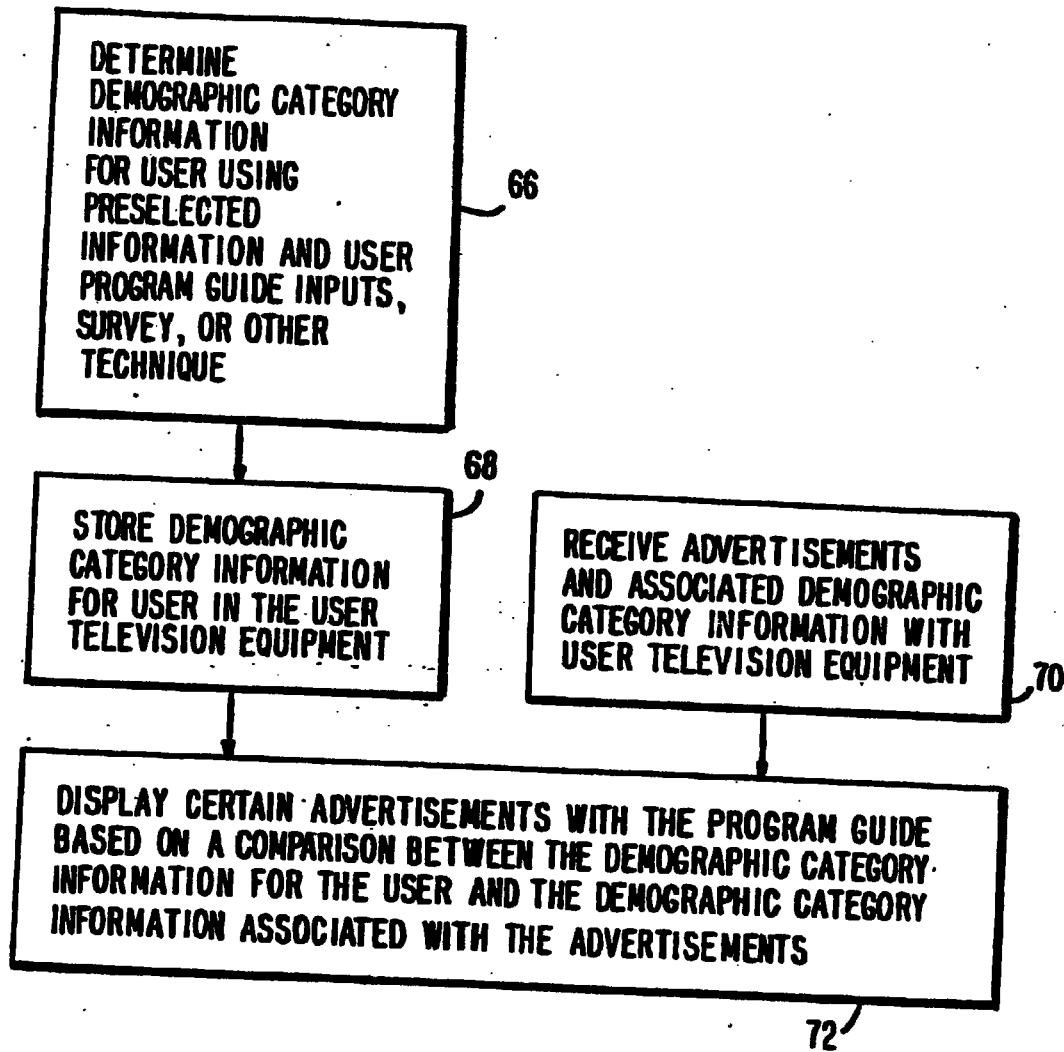 DETERMINE
DEMOGRAPHIC CATEGORY
INFORMATION
FOR USER USING
PRESELECTED
INFORMATION AND USER
PROGRAM GUIDE INPUTS,
SURVEY, OR OTHER
TECHNIQUE
66
68
STORE DEMOGRAPHIC
CATEGORY INFORMATION
FOR USER IN THE USER
TELEVISION EQUIPMENT
RECEIVE ADVERTISEMENTS
AND ASSOCIATED DEMOGRAPHIC
CATEGORY INFORMATION WITH
USER TELEVISION EQUIPMENT
70
DISPLAY CERTAIN ADVERTISEMENTS WITH THE PROGRAM GUIDE
BASED ON A COMPARISON BETWEEN THE DEMOGRAPHIC CATEGORY
INFORMATION FOR THE USER AND THE DEMOGRAPHIC CATEGORY
INFORMATION ASSOCIATED WITH THE ADVERTISEMENTS
72